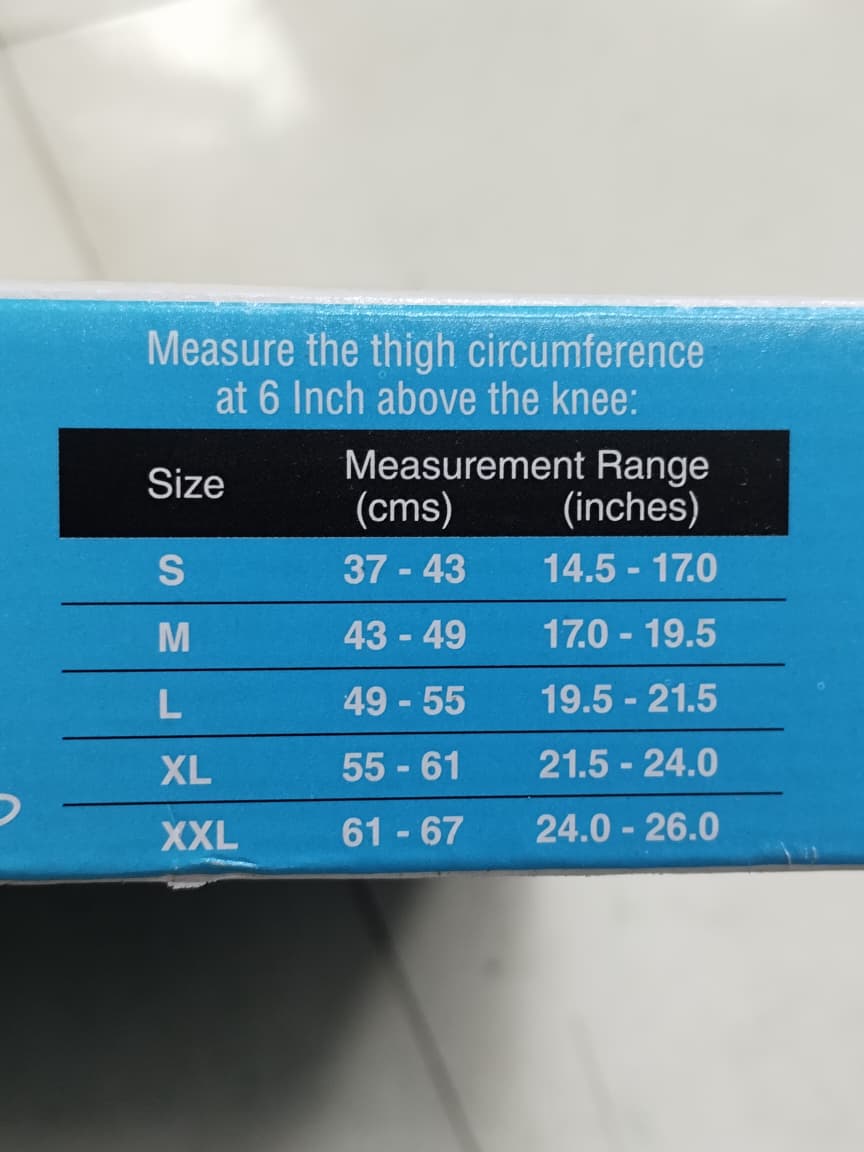 Measure the thigh circumference
at 6 Inch above the knee:
Size Measurement Range
(cms) (inches)
S 37 - 43 14.5 - 17.0
M 43 - 49 17.0 - 19.5
L 49 - 55 19.5 - 21.5
XL 55 - 61 21.5 - 24.0
XXL 61 - 67 24.0 - 26.0